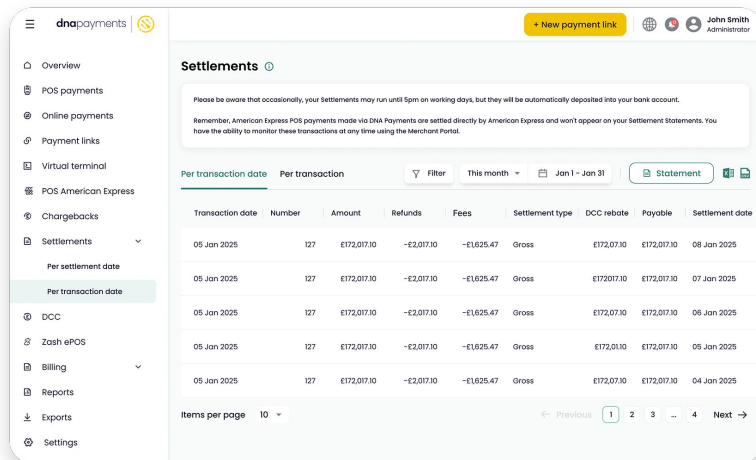 dnapayments
+ New payment link
John Smith
Administrator
Overview
POS payments
Online payments
Payment links
Virtual terminal
POS American Express
Chargebacks
Settlements
Per settlement date
Per transaction date
DCC
Zash ePOS
Billing
Reports
Exports
Settings
Settlements
Please be aware that occasionally, your Settlements may run until 5pm on working days, but they will be automatically deposited into your bank account.
Remember, American Express POS payments made via DNA Payments are settled directly by American Express and won't appear on your Settlement Statements. You
have the ability to monitor these transactions at any time using the Merchant Portal.
Per transaction date Per transaction Filter This month Jan 1 - Jan 31 Statement
Transaction date Number Amount Refunds Fees Settlement type DCC rebate Payable Settlement date
05 Jan 2025 127 £172,017.10 -£2,017.10 -£1,625.47 Gross £172,07.10 £172,017.10 08 Jan 2025
05 Jan 2025 127 £172,017.10 -£2,017.10 -£1,625.47 Gross £172017.10 £172,017.10 07 Jan 2025
05 Jan 2025 127 £172,017.10 -£2,017.10 -£1,625.47 Gross £172,07.10 £172,017.10 06 Jan 2025
05 Jan 2025 127 £172,017.10 -£2,017.10 -£1,625.47 Gross £172,01.10 £172,017.10 05 Jan 2025
05 Jan 2025 127 £172,017.10 -£2,017.10 -£1,625.47 Gross £172,07.10 £172,017.10 04 Jan 2025
Items per page 10 ← Previous 1 2 3 ... 4 Next →